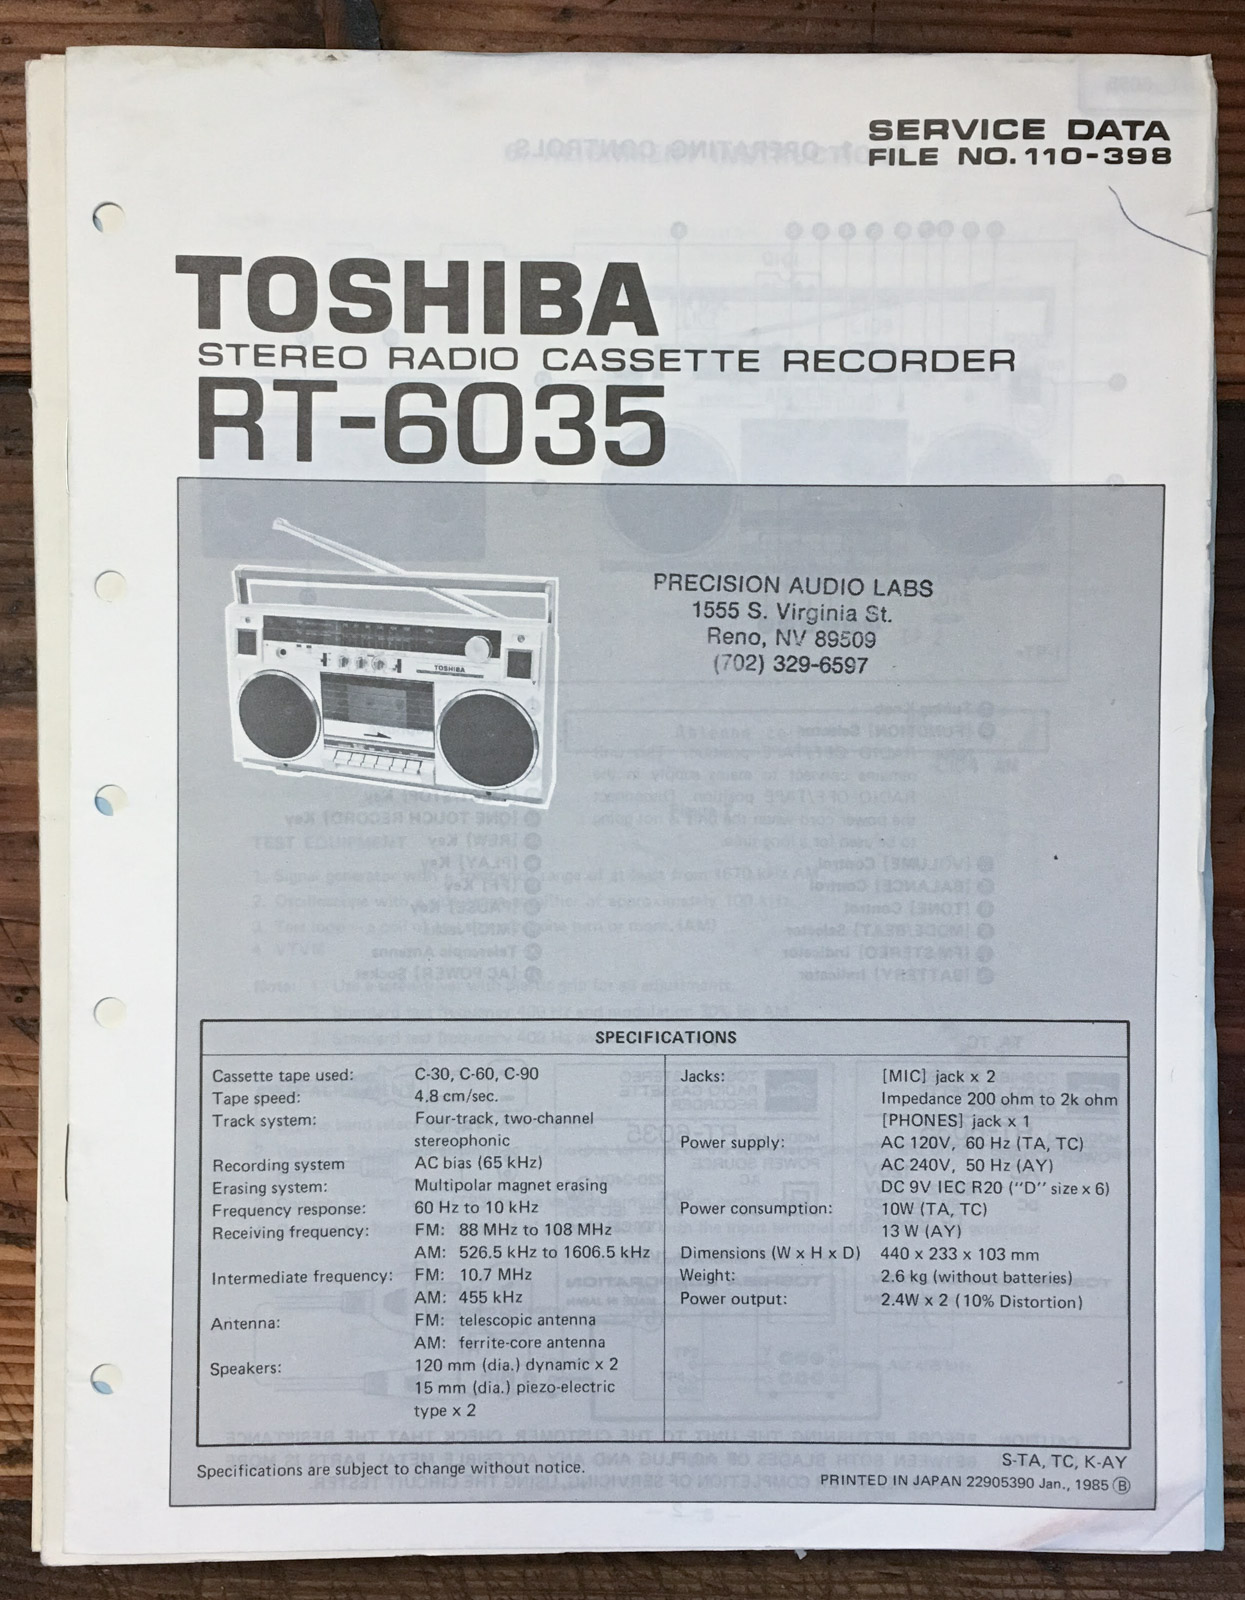 SERVICE DATA
FILE NO. 110-398
TOSHIBA
STEREO RADIO CASSETTE RECORDER
RT-6035
TOSHIBA
PRECISION AUDIO LABS
1555 S. Virginia St.
Reno, NV 89509
(702) 329-6597
SPECIFICATIONS
Cassette tape used: C-30, C-60, C-90
Tape speed: 4.8 cm/sec.
Track system: Four-track, two-channel
stereophonic
Recording system AC bias (65 kHz)
Erasing system: Multipolar magnet erasing
Frequency response: 60 Hz to 10 kHz
Receiving frequency: FM: 88 MHz to 108 MHz
AM: 526.5 kHz to 1606.5 kHz
Intermediate frequency: FM: 10.7 MHz
AM: 455 kHz
Antenna: FM: telescopic antenna
AM: ferrite-core antenna
Speakers: 120 mm (dia.) dynamic x 2
15 mm (dia.) piezo-electric
type x 2
Jacks: [MIC] jack x 2
Impedance 200 ohm to 2k ohm
[PHONES] jack x 1
Power supply: AC 120V, 60 Hz (TA, TC)
AC 240V, 50 Hz (AY)
DC 9V IEC R20 ("D" size x 6)
Power consumption: 10W (TA, TC)
13 W (AY)
Dimensions (W x H x D) 440 x 233 x 103 mm
Weight: 2.6 kg (without batteries)
Power output: 2.4W x 2 (10% Distortion)
Specifications are subject to change without notice.
S-TA, TC, K-AY
PRINTED IN JAPAN 22905390 Jan., 1985 Ⓑ